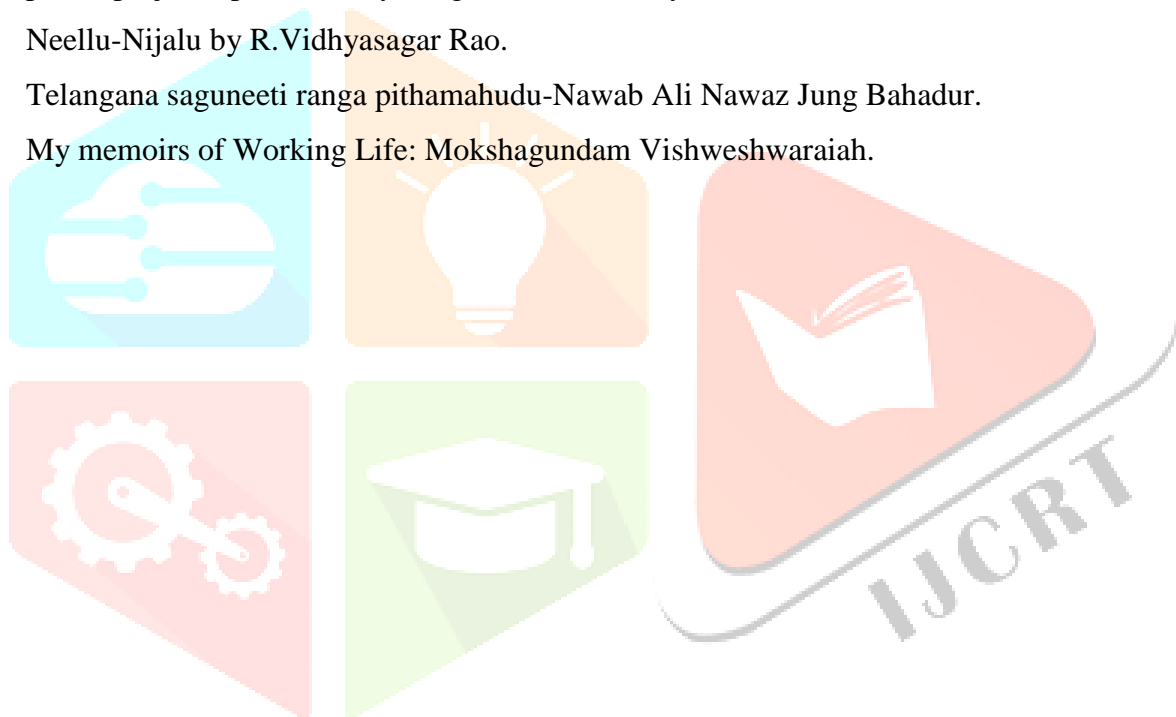 Neellu-Nijalu by R.Vidhyasagar Rao.
Telangana saguneeti ranga pithamahudu-Nawab Ali Nawaz Jung Bahadur.
My memoirs of Working Life: Mokshagundam Vishweshwaraiah.
IJCRT